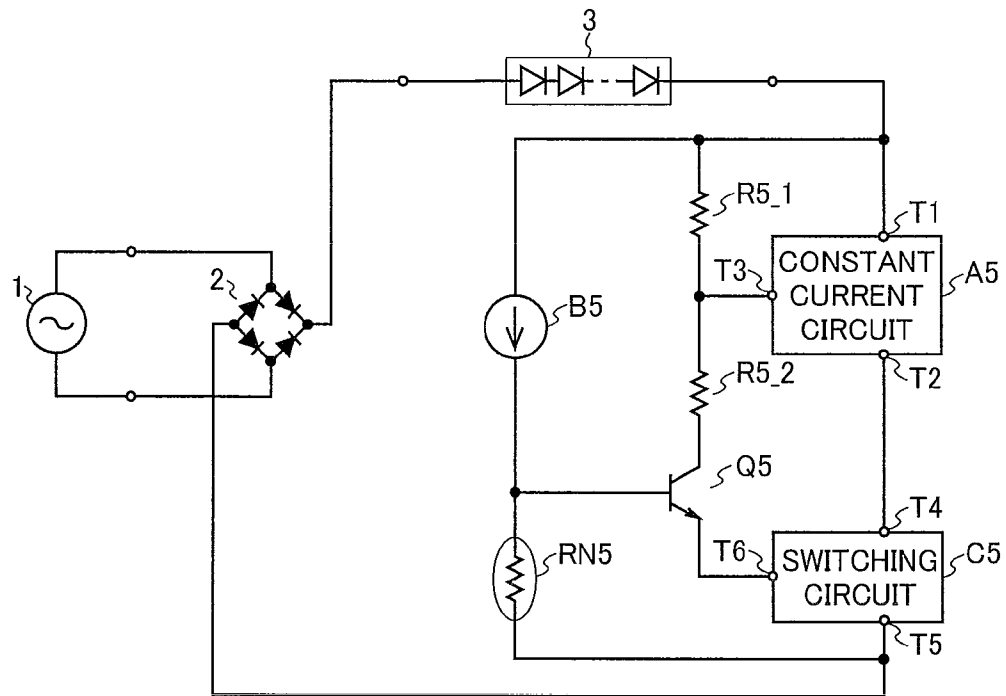 3
R5_1
T1
T3
CONSTANT
CURRENT
CIRCUIT
A5
1
2
B5
T2
R5_2
Q5
T4
RN5
T6
SWITCHING
CIRCUIT
C5
T5